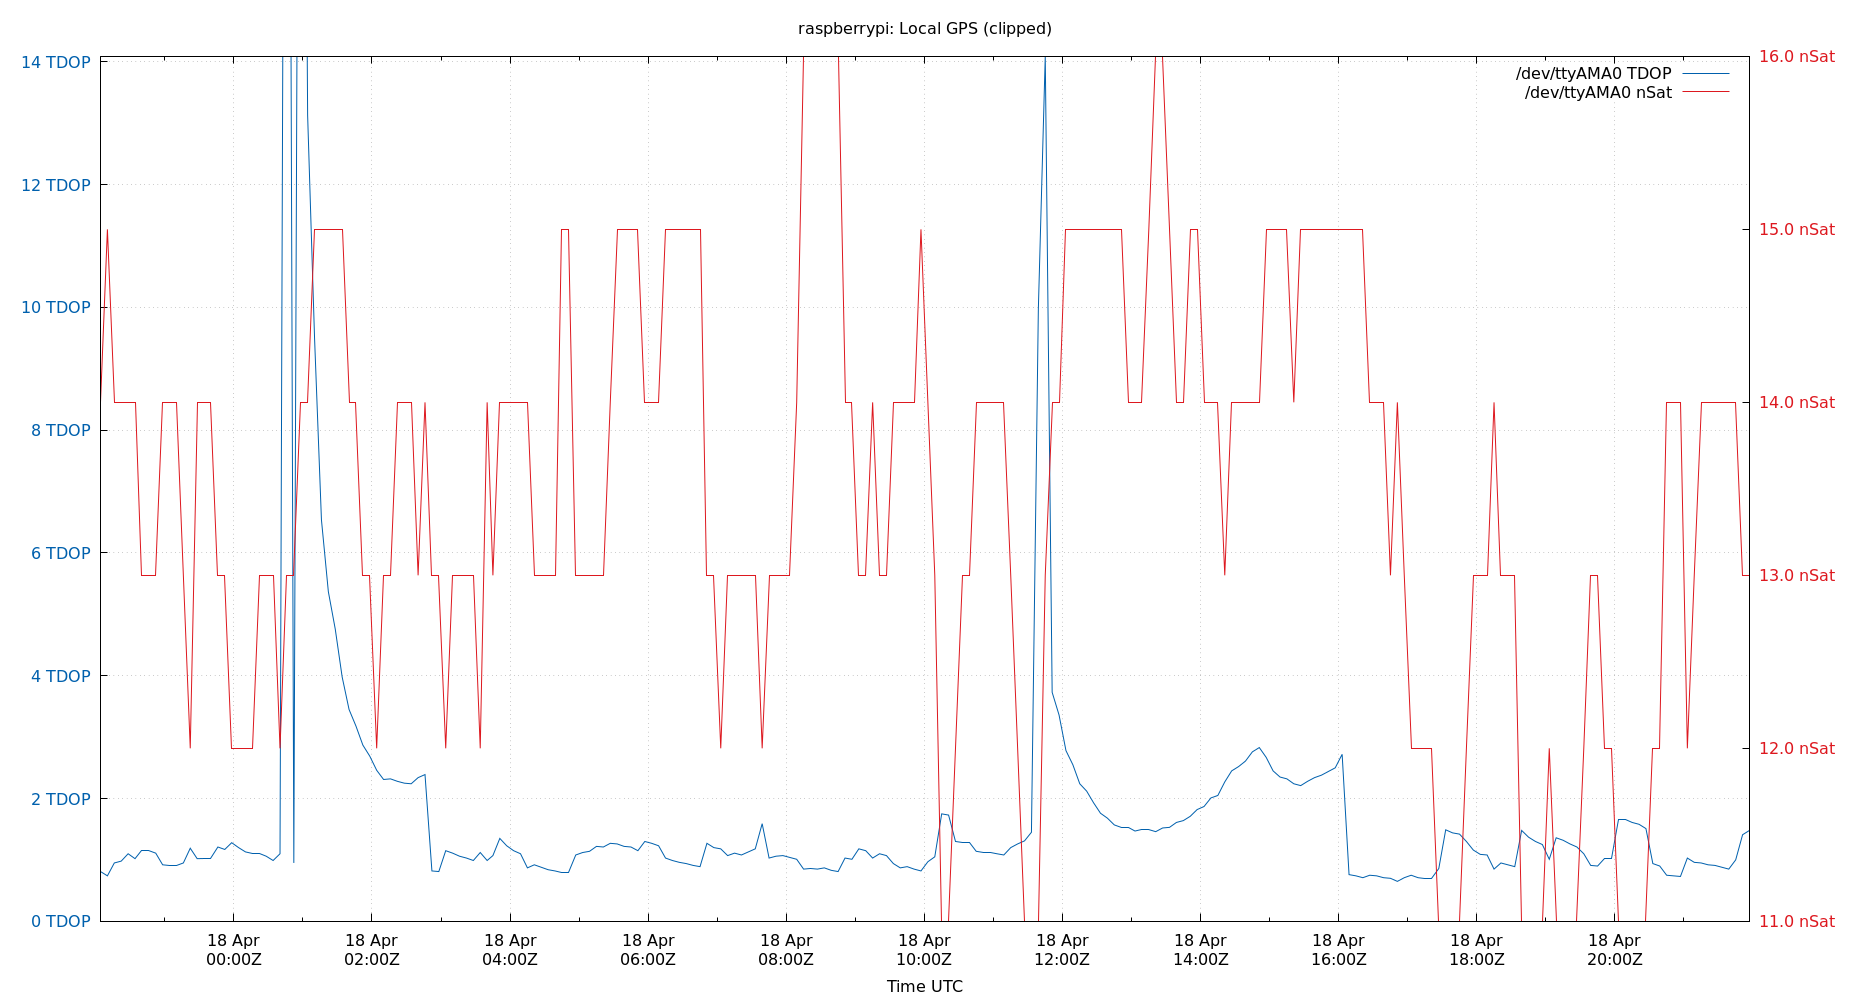 raspberrypi: Local GPS (clipped)
14 TDOP
12 TDOP
10 TDOP
8 TDOP
6 TDOP
4 TDOP
2 TDOP
0 TDOP
/dev/ttyAMA0 TDOP
/dev/ttyAMA0 nSat
16.0 nSat
15.0 nSat
14.0 nSat
13.0 nSat
12.0 nSat
11.0 nSat
18 Apr 18 Apr 18 Apr 18 Apr 18 Apr 18 Apr 18 Apr 18 Apr 18 Apr 18 Apr 18 Apr
00:00Z 02:00Z 04:00Z 06:00Z 08:00Z 10:00Z 12:00Z 14:00Z 16:00Z 18:00Z 20:00Z
Time UTC